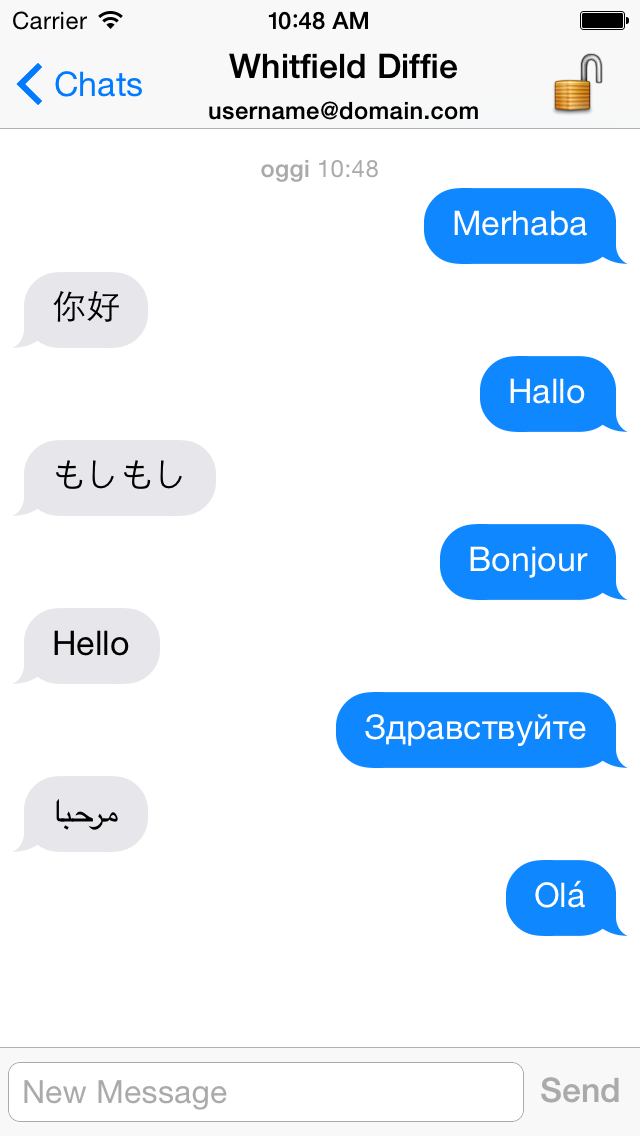 Carrier 10:48 AM
Chats
Whitfield Diffie
username@domain.com
oggi 10:48
Merhaba
你好
Hallo
もしもし
Bonjour
Hello
Здравствуйте
مرحبا
Olá
New Message Send